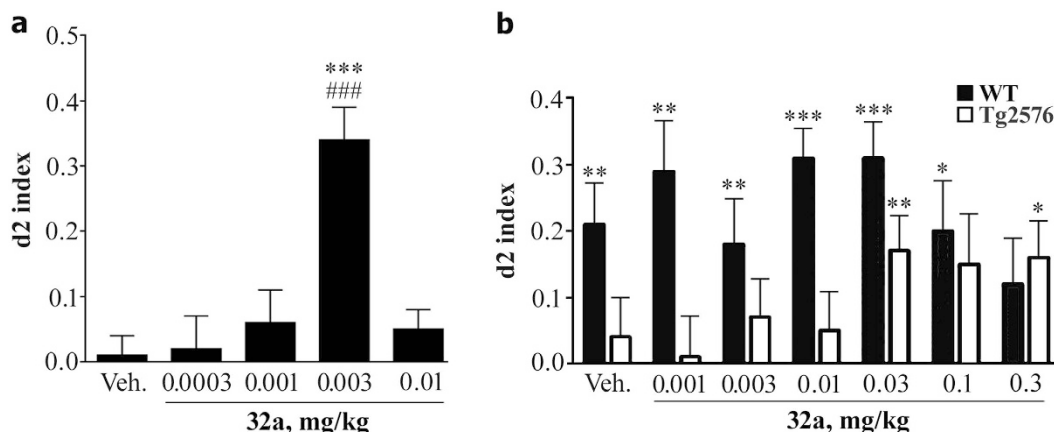 a
d2 index
0.5
0.4
0.3
0.2
0.1
0.0
***
###
Veh. 0.0003 0.001 0.003 0.01
32a, mg/kg
b
d2 index
0.4
0.3
0.2
0.1
0.0
WT
Tg2576
** ** ** *** *** ** * *
Veh. 0.001 0.003 0.01 0.03 0.1 0.3
32a, mg/kg